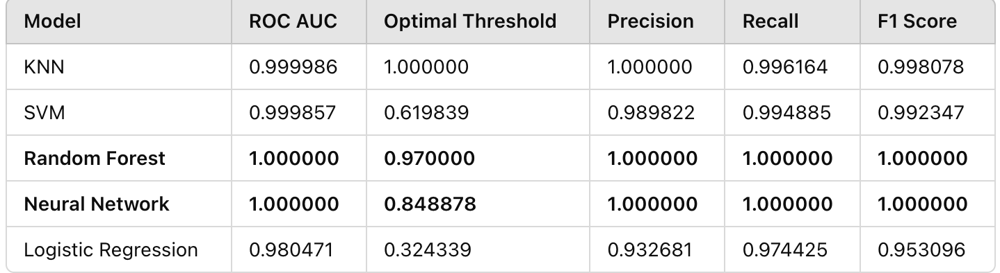 Model ROC AUC Optimal Threshold Precision Recall F1 Score
KNN 0.999986 1.000000 1.000000 0.996164 0.998078
SVM 0.999857 0.619839 0.989822 0.994885 0.992347
Random Forest 1.000000 0.970000 1.000000 1.000000 1.000000
Neural Network 1.000000 0.848878 1.000000 1.000000 1.000000
Logistic Regression 0.980471 0.324339 0.932681 0.974425 0.953096